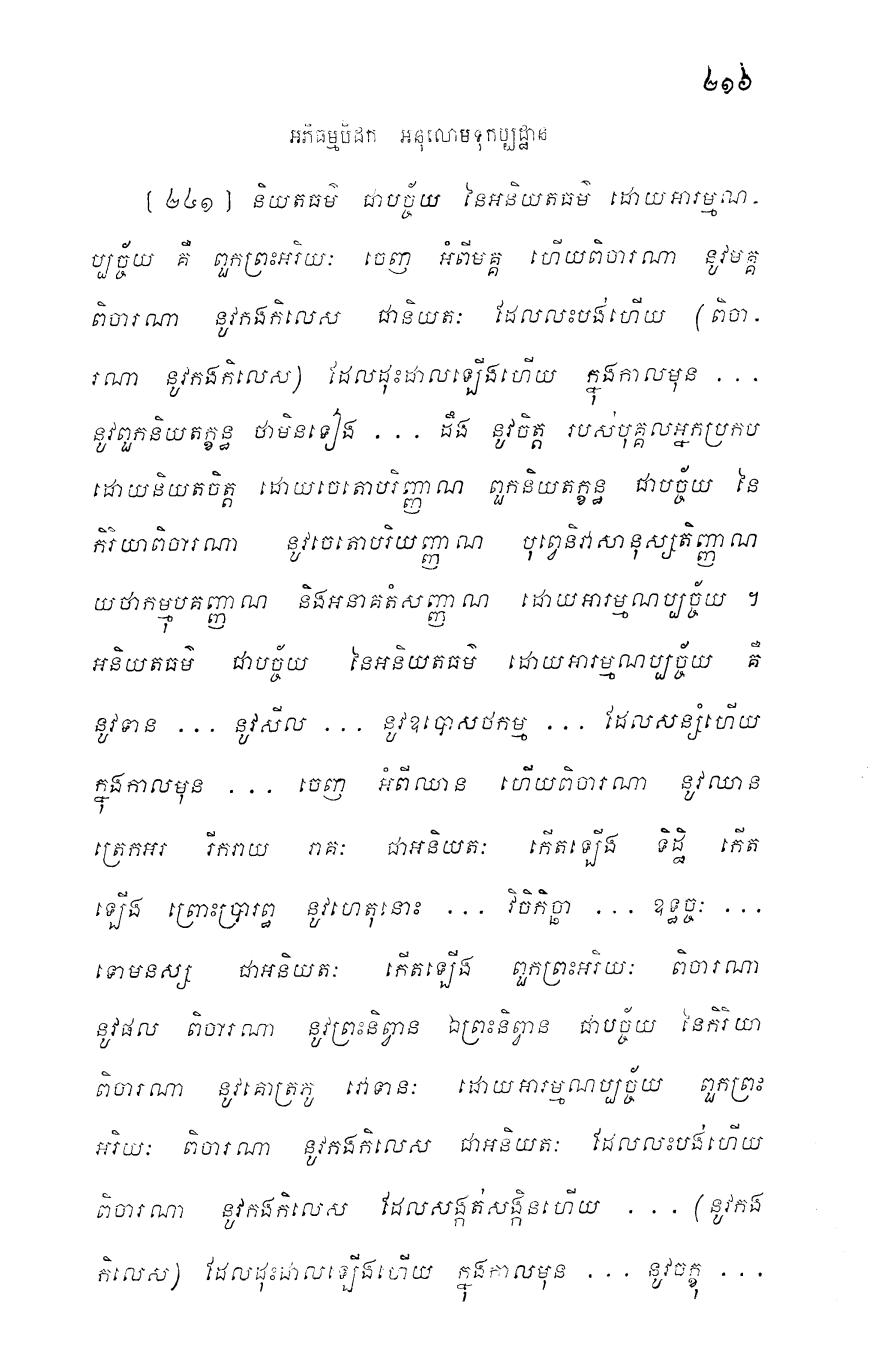 ២១៦
អភិធម្មបិដក អនុលោមទុកប្បដ្ឋាន
[ ២៤១ ] និយតធម៌ ជាបច្ច័យ នៃអនិយតធម៌ ដោយអារម្មណ-
ប្បច្ច័យ គឺ ពួកព្រះអរិយៈ ចេញ អំពីមគ្គ ហើយពិចារណា នូវមគ្គ
ពិចារណា នូវកងកិលេស ជានិយតៈ ដែលលះបង់ហើយ (ពិចា-
រណា នូវកងកិលេស) ដែលដុះដាលឡើងហើយ ក្នុងកាលមុន ...
នូវពួកនិយតក្ខន្ធ ថាមិនទៀង ... ដឹង នូវចិត្ត របស់បុគ្គលអ្នកប្រកប
ដោយនិយតចិត្ត ដោយចេតោបរិញ្ញាណ ពួកនិយតក្ខន្ធ ជាបច្ច័យ នៃ
កិរិយាពិចារណា នូវចេតោបរិយញ្ញាណ បុព្វេនិវាសានុស្សតិញ្ញាណ
យថាកម្មុបគញ្ញាណ និងអនាគតំសញ្ញាណ ដោយអារម្មណប្បច្ច័យ ។
អនិយតធម៌ ជាបច្ច័យ នៃអនិយតធម៌ ដោយអារម្មណប្បច្ច័យ គឺ
នូវទាន ... នូវសីល ... នូវឧបោសថកម្ម ... ដែលសន្សំហើយ
ក្នុងកាលមុន ... ចេញ អំពីឈាន ហើយពិចារណា នូវឈាន
ត្រេកអរ រីករាយ រាគៈ ជាអនិយតៈ កើតឡើង ទិដ្ឋិ កើត
ឡើង ព្រោះប្រារព្ធ នូវហេតុនោះ ... វិចិកិច្ឆា ... ឧទ្ធច្ចៈ ...
ទោមនស្ស ជាអនិយតៈ កើតឡើង ពួកព្រះអរិយៈ ពិចារណា
នូវផល ពិចារណា នូវព្រះនិព្វាន ឯព្រះនិព្វាន ជាបច្ច័យ នៃកិរិយា
ពិចារណា នូវគោត្រភូ វោទានៈ ដោយអារម្មណប្បច្ច័យ ពួកព្រះ
អរិយៈ ពិចារណា នូវកងកិលេស ជាអនិយតៈ ដែលលះបង់ហើយ
ពិចារណា នូវកងកិលេស ដែលសង្កត់សង្កិនហើយ ... (នូវកង
កិលេស) ដែលដុះដាលឡើងហើយ ក្នុងកាលមុន ... នូវចក្ខុ ...